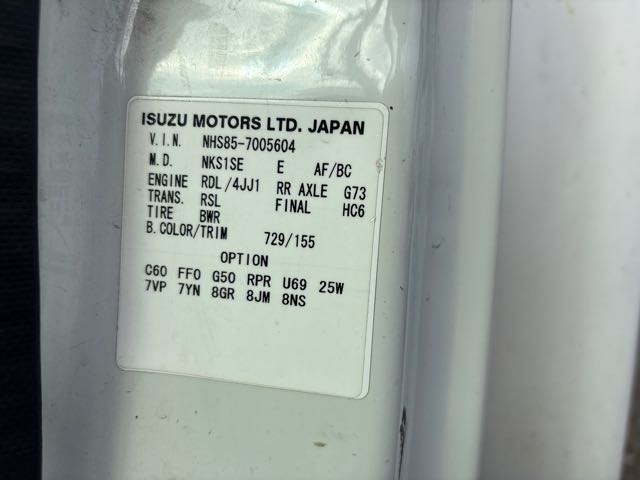 ISUZU MOTORS LTD. JAPAN
V.I.N. NHS85-7005604
M.D. NKS1SE E AF/BC
ENGINE RDL/4JJ1 RR AXLE G73
TRANS. RSL FINAL HC6
TIRE BWR
B.COLOR/TRIM 729/155
OPTION
C60 FF0 G50 RPR U69 25W
7VP 7YN 8GR 8JM 8NS